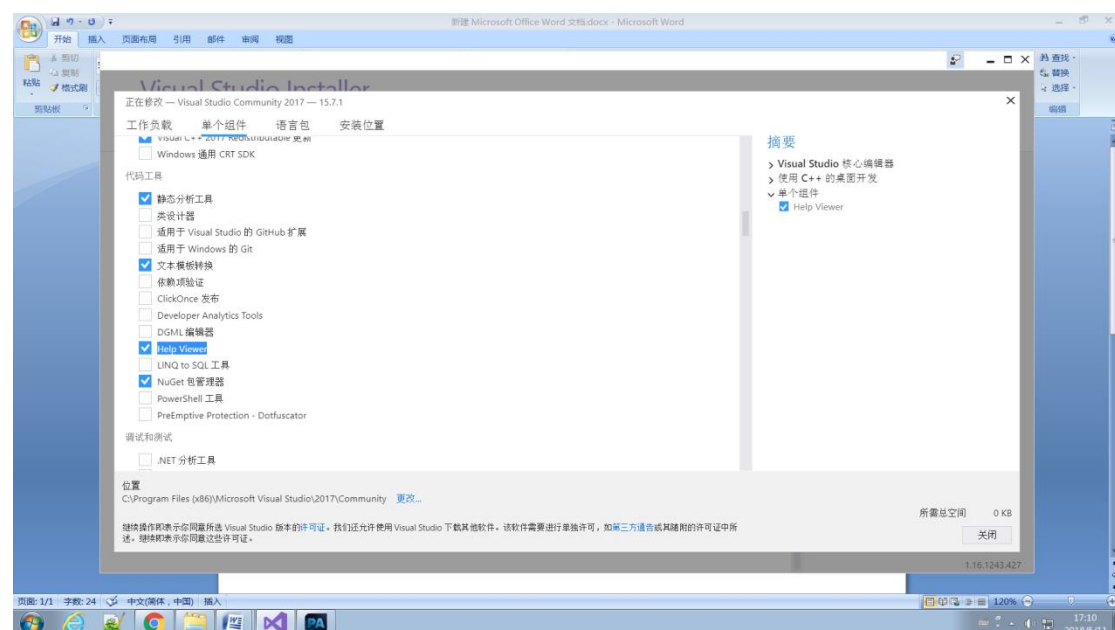 新建 Microsoft Office Word 文档.docx - Microsoft Word
开始 插入 页面布局 引用 邮件 审阅 视图
剪切
复制
格式刷
粘贴
剪贴板
查找
替换
选择
编辑
Visual Studio Installer
正在修改 — Visual Studio Community 2017 — 15.7.1
工作负载 单个组件 语言包 安装位置
Visual C++ 2017 Redistributable 更新
Windows 通用 CRT SDK
代码工具
静态分析工具
类设计器
适用于 Visual Studio 的 GitHub 扩展
适用于 Windows 的 Git
文本模板转换
依赖项验证
ClickOnce 发布
Developer Analytics Tools
DGML 编辑器
Help Viewer
LINQ to SQL 工具
NuGet 包管理器
PowerShell 工具
PreEmptive Protection - Dotfuscator
调试和测试
.NET 分析工具
摘要
Visual Studio 核心编辑器
使用 C++ 的桌面开发
单个组件
Help Viewer
位置
C:\Program Files (x86)\Microsoft Visual Studio\2017\Community 更改...
所需总空间 0 KB
继续操作即表示你同意所选 Visual Studio 版本的许可证。我们还允许使用 Visual Studio 下载其他软件。该软件需要进行单独许可，如第三方通告或其随附的许可证中所
述。继续即表示你同意这些许可证。
关闭
1.16.1243.427
页面: 1/1 字数: 24 中文(简体，中国) 插入 120%
PA
17:10